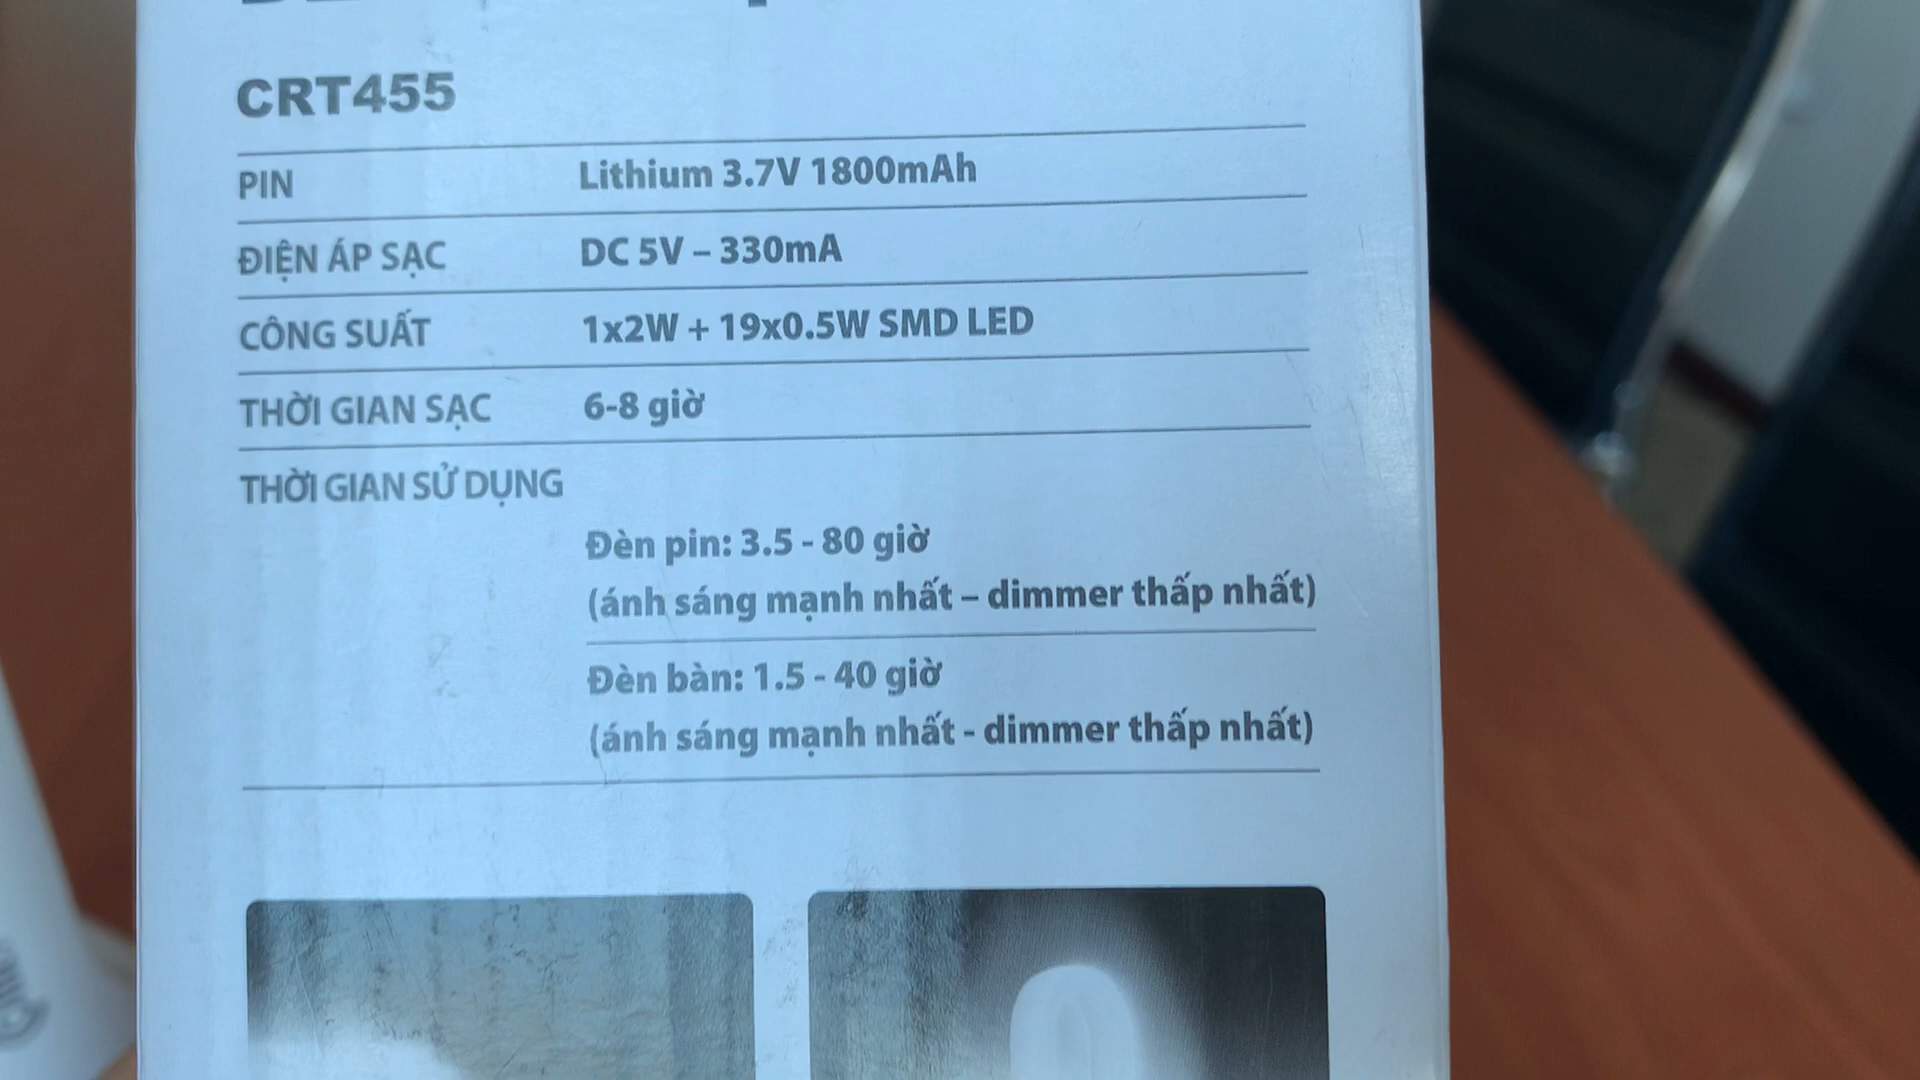 CRT455
PIN Lithium 3.7V 1800mAh
ĐIỆN ÁP SẠC DC 5V – 330mA
CÔNG SUẤT 1x2W + 19x0.5W SMD LED
THỜI GIAN SẠC 6-8 giờ
THỜI GIAN SỬ DỤNG
Đèn pin: 3.5 - 80 giờ
(ánh sáng mạnh nhất – dimmer thấp nhất)
Đèn bàn: 1.5 - 40 giờ
(ánh sáng mạnh nhất - dimmer thấp nhất)